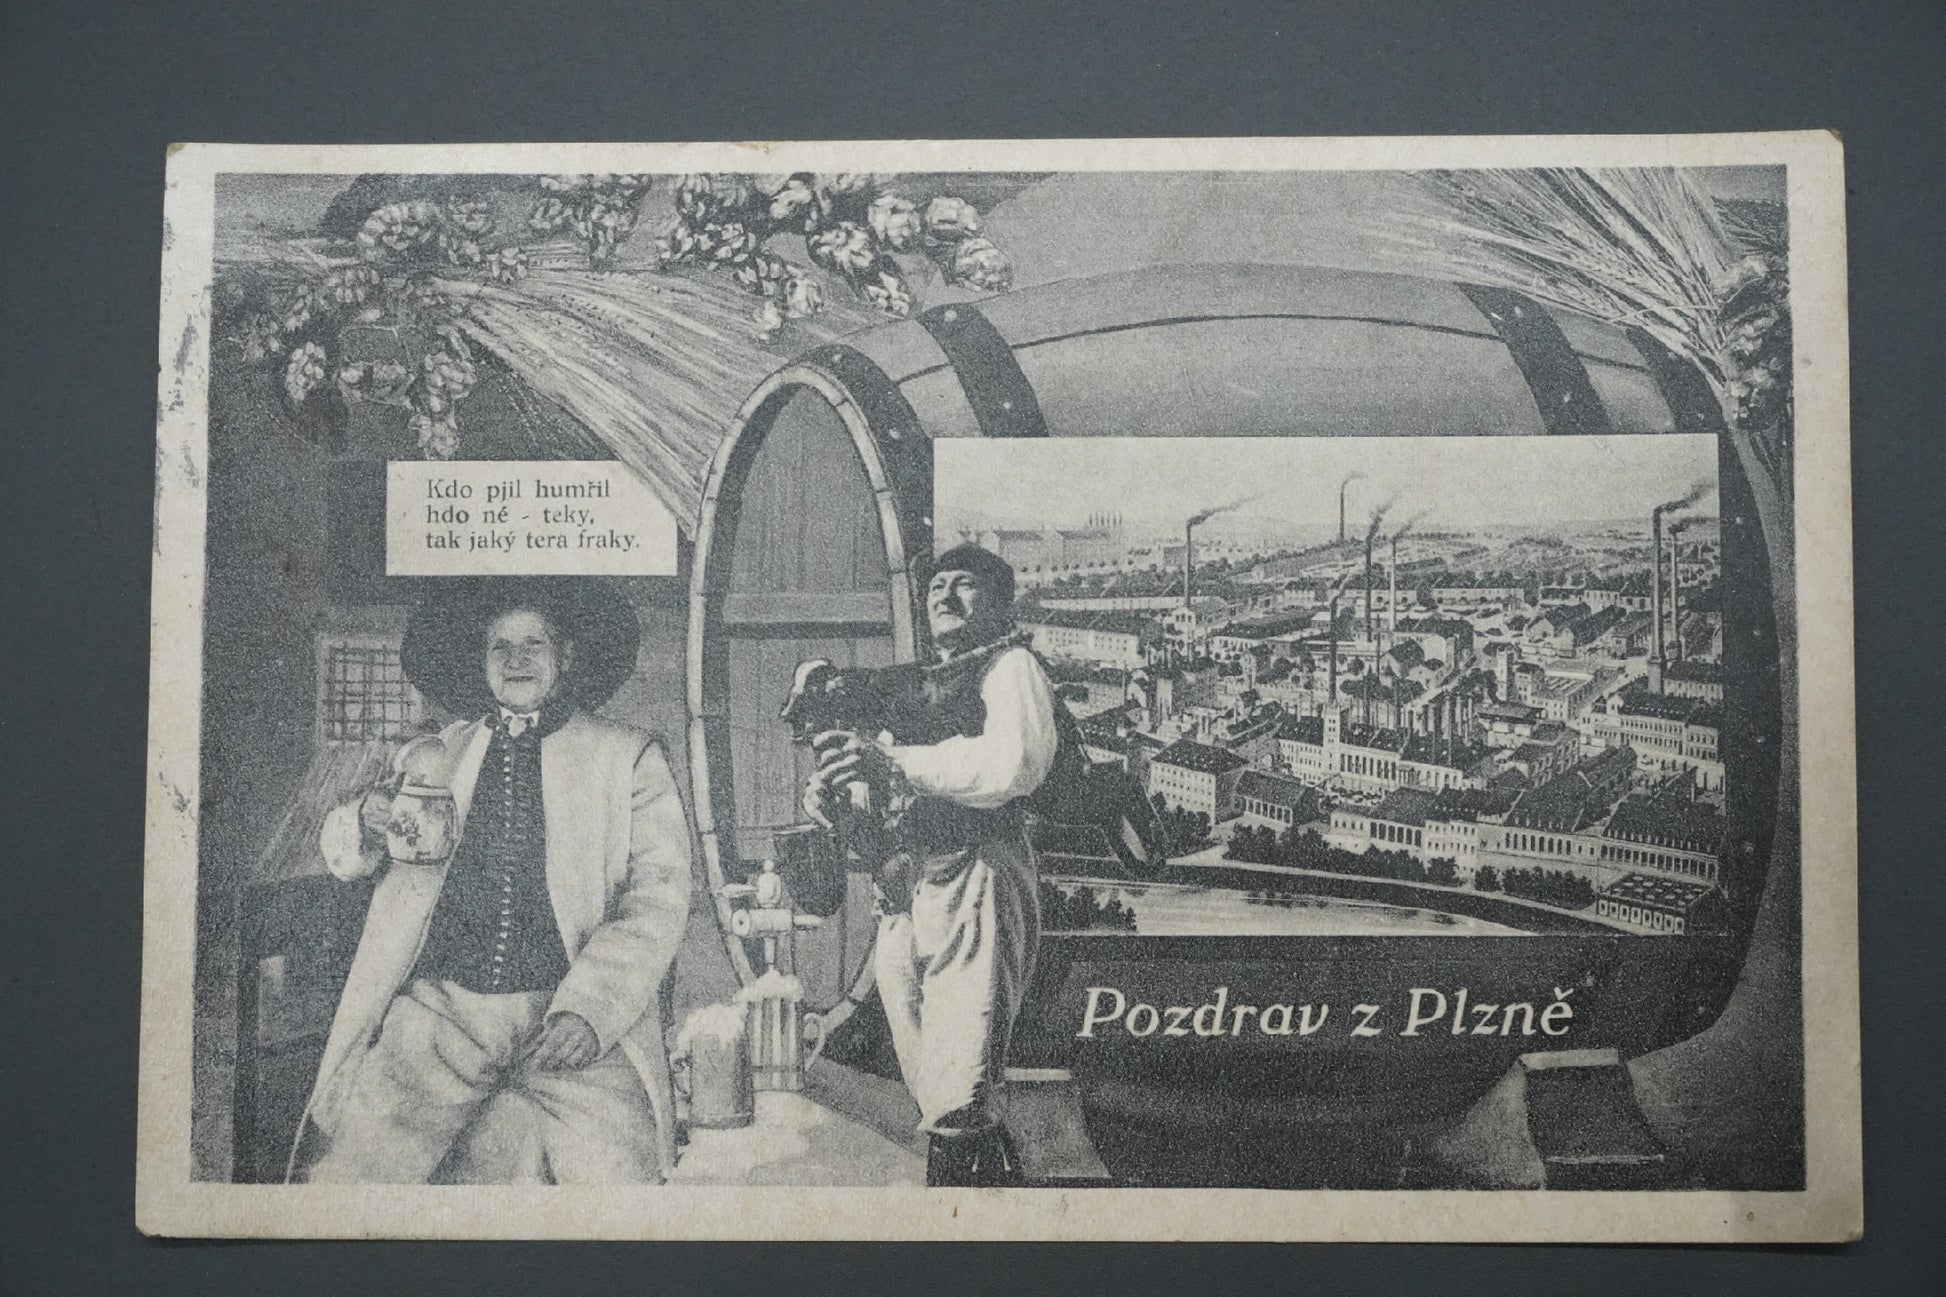 Kdo pjil humřil
hdo né - teky,
tak jaký tera fraky.
Pozdrav z Plzně